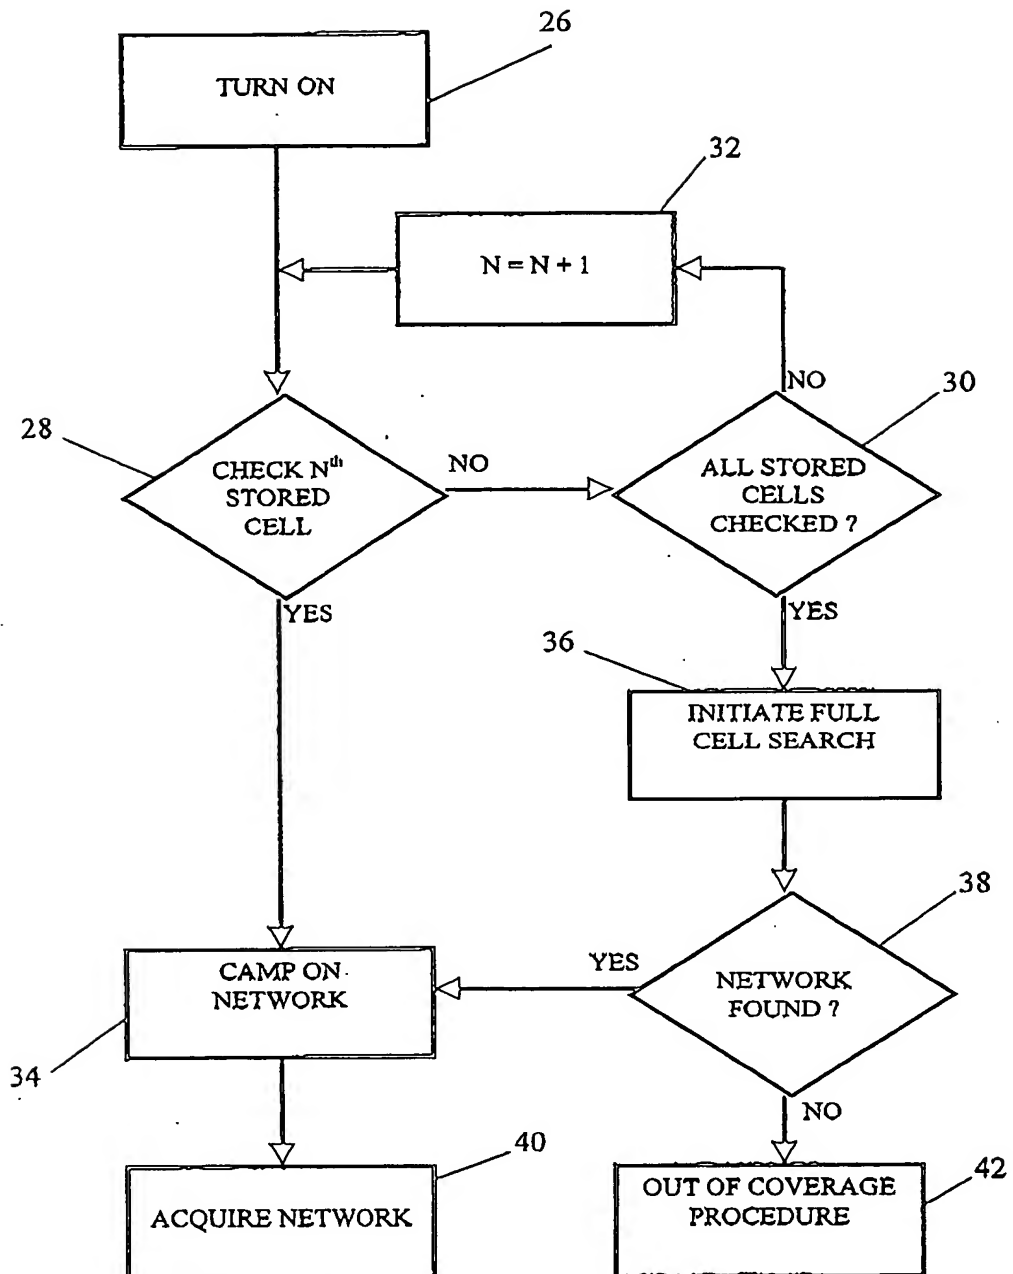 26
TURN ON
32
N = N + 1
NO
30
28
CHECK Nth
STORED
CELL
NO
ALL STORED
CELLS
CHECKED ?
YES
YES
36
INITIATE FULL
CELL SEARCH
38
CAMP ON
NETWORK
YES
NETWORK
FOUND ?
34
NO
40
ACQUIRE NETWORK
OUT OF COVERAGE
PROCEDURE
42